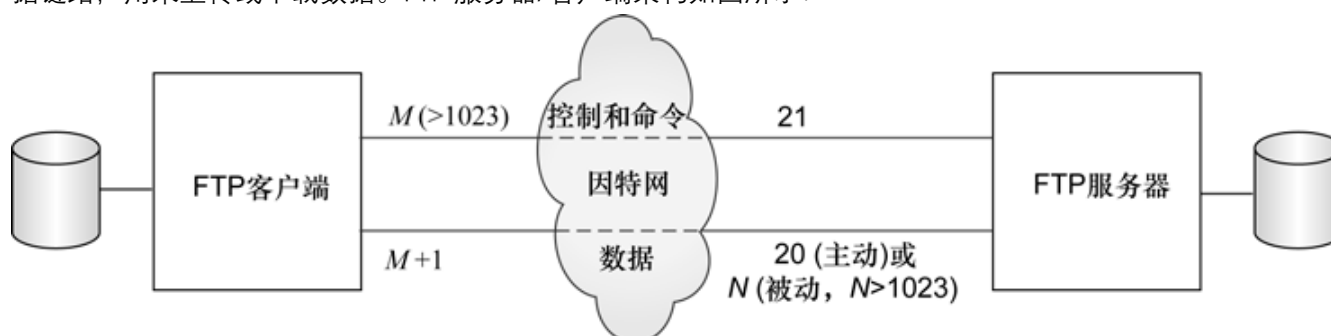 M (>1023)
控制和命令
21
FTP客户端
因特网
FTP服务器
M+1
数据
20 (主动)或
N (被动，N>1023)